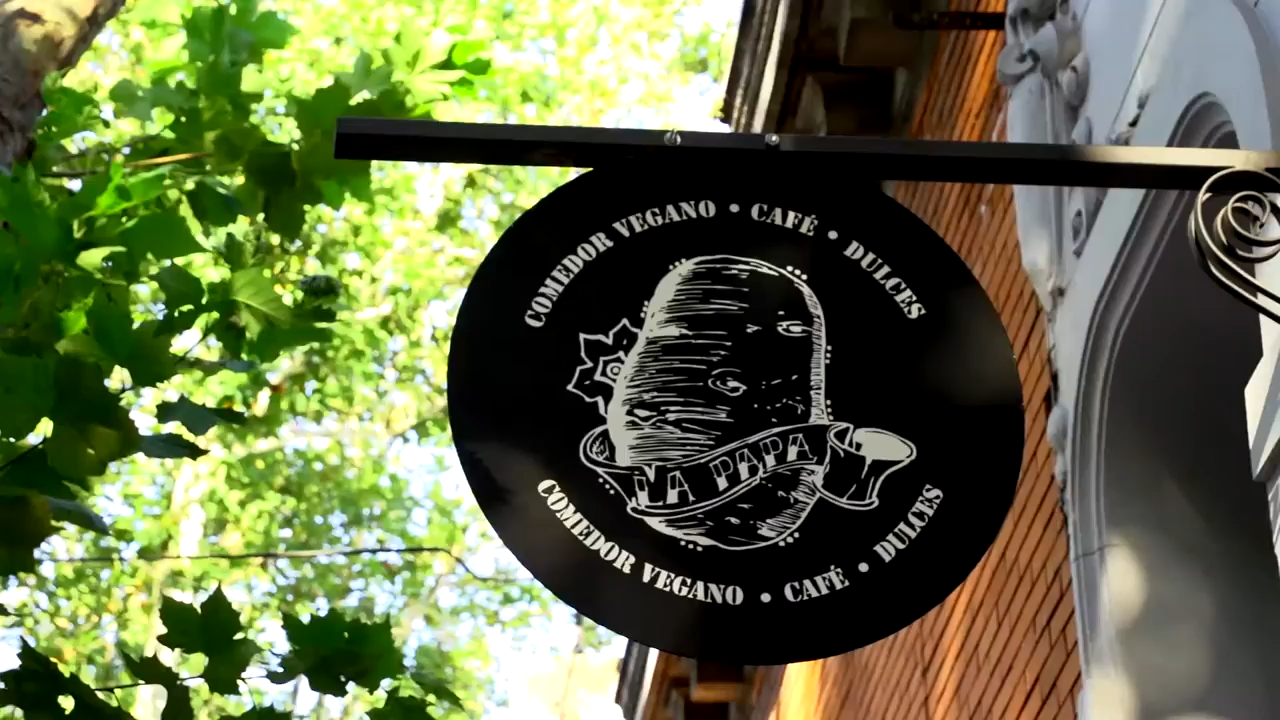 COMEDOR VEGANO • CAFÉ • DULCES
LA PAPA
COMEDOR VEGANO • CAFÉ • DULCES